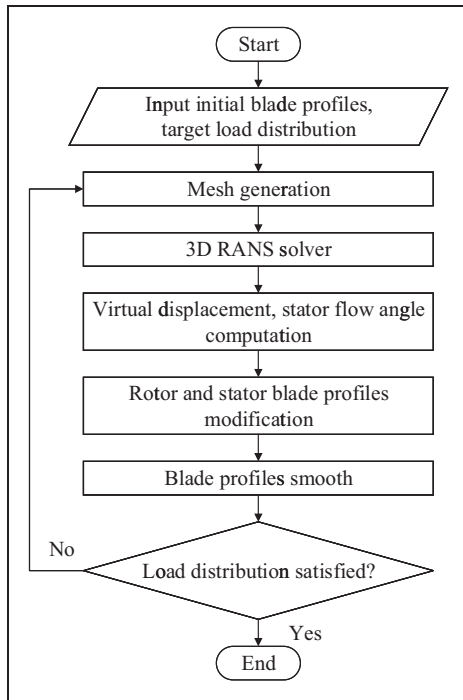 Start
Input initial blade profiles,
target load distribution
Mesh generation
3D RANS solver
Virtual displacement, stator flow angle
computation
Rotor and stator blade profiles
modification
Blade profiles smooth
No
Load distribution satisfied?
Yes
End